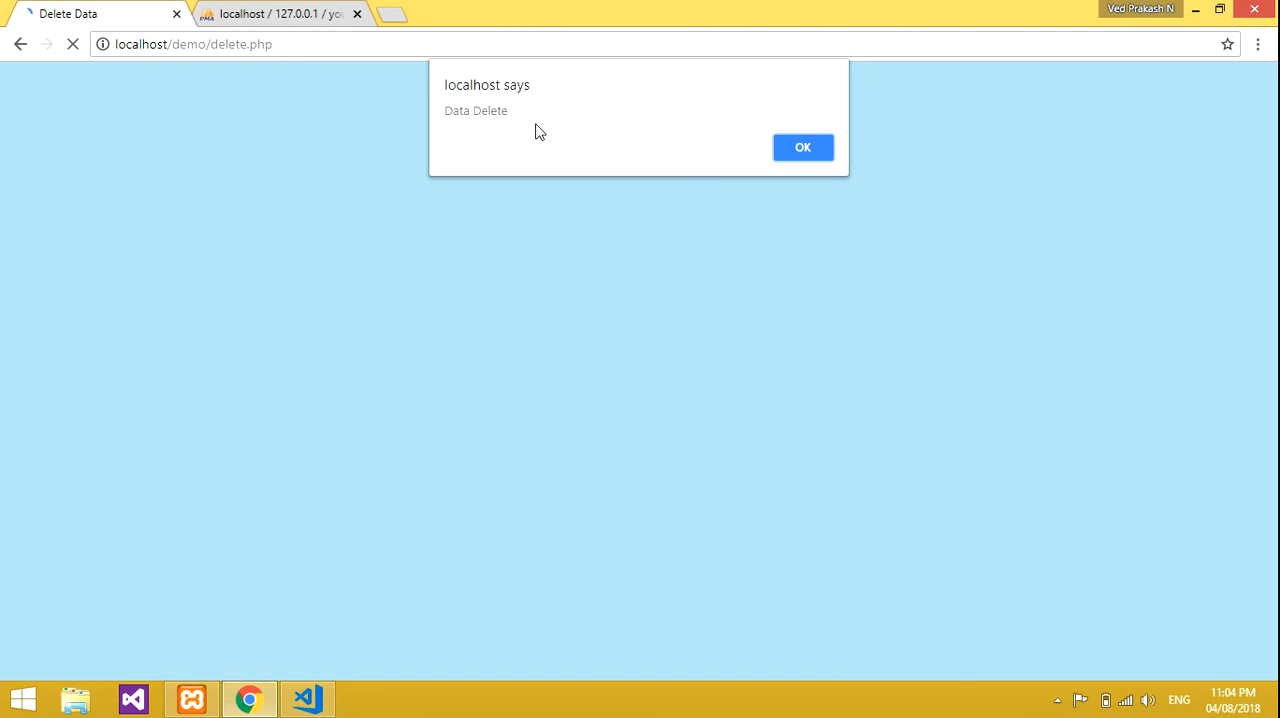 Delete Data
localhost / 127.0.0.1 / you
Ved Prakash N
localhost/demo/delete.php
localhost says
Data Delete
OK
ENG
11:04 PM
04/08/2018